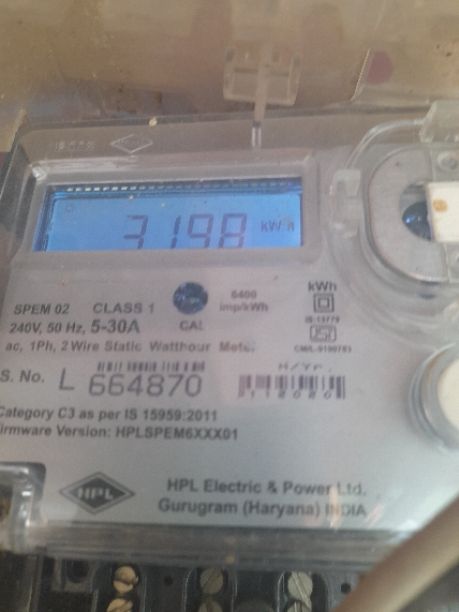 3198 kWh
SPEM 02 CLASS 1 6400 imp/kWh kWh
240V, 50 Hz, 5-30A CAL IS-13779
ac, 1Ph, 2 Wire Static Watthour Meter
S. No. L 664870
Category C3 as per IS 15959:2011
Firmware Version: HPLSPEM6XXX01
HPL HPL Electric & Power Ltd.
Gurugram (Haryana) INDIA